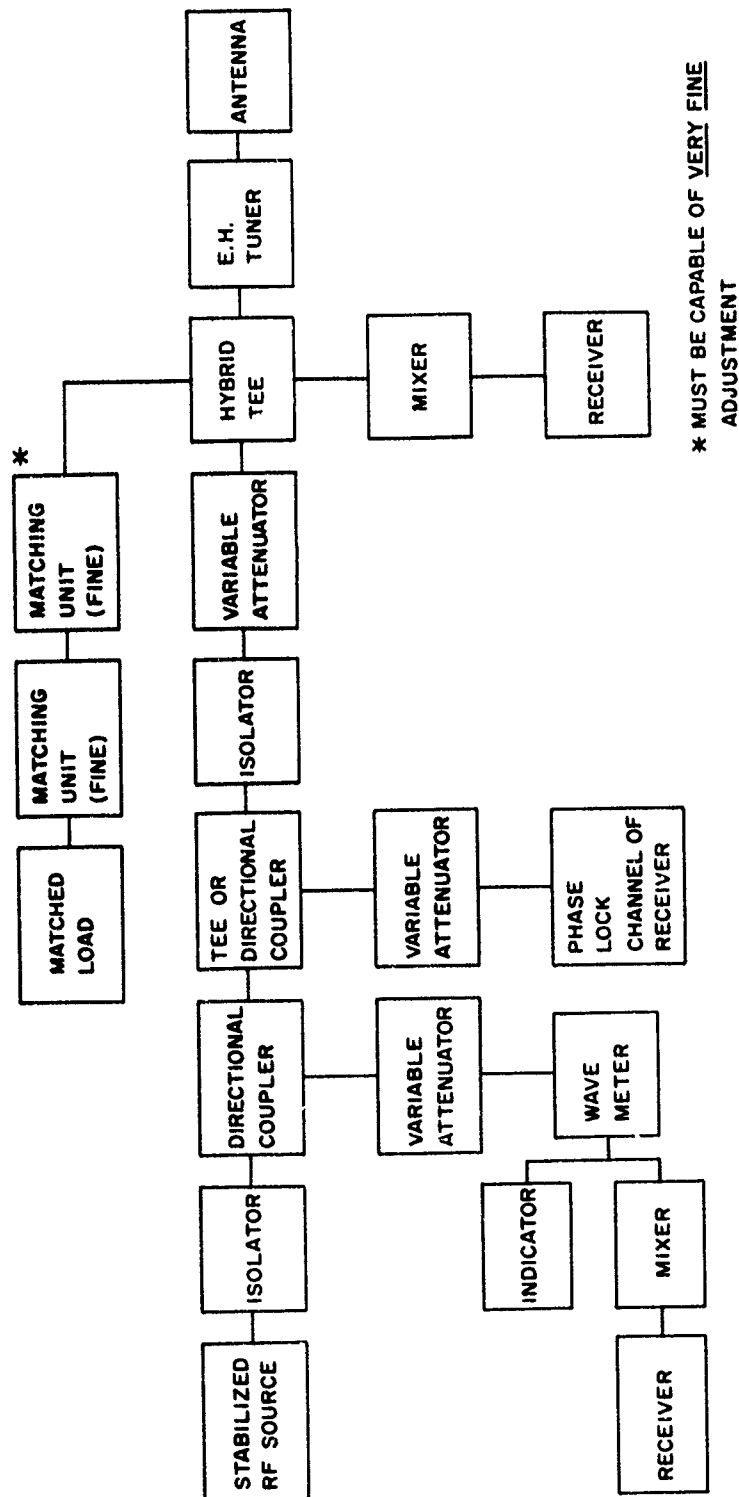 MATCHED
LOAD
MATCHING
UNIT
(FINE)
MATCHING
UNIT
(FINE)
*
STABILIZED
RF SOURCE
ISOLATOR
DIRECTIONAL
COUPLER
TEE OR
DIRECTIONAL
COUPLER
ISOLATOR
VARIABLE
ATTENUATOR
HYBRID
TEE
E.H.
TUNER
ANTENNA
VARIABLE
ATTENUATOR
VARIABLE
ATTENUATOR
MIXER
INDICATOR
WAVE
METER
PHASE
LOCK
CHANNEL OF
RECEIVER
RECEIVER
RECEIVER
MIXER
* MUST BE CAPABLE OF VERY FINE
ADJUSTMENT